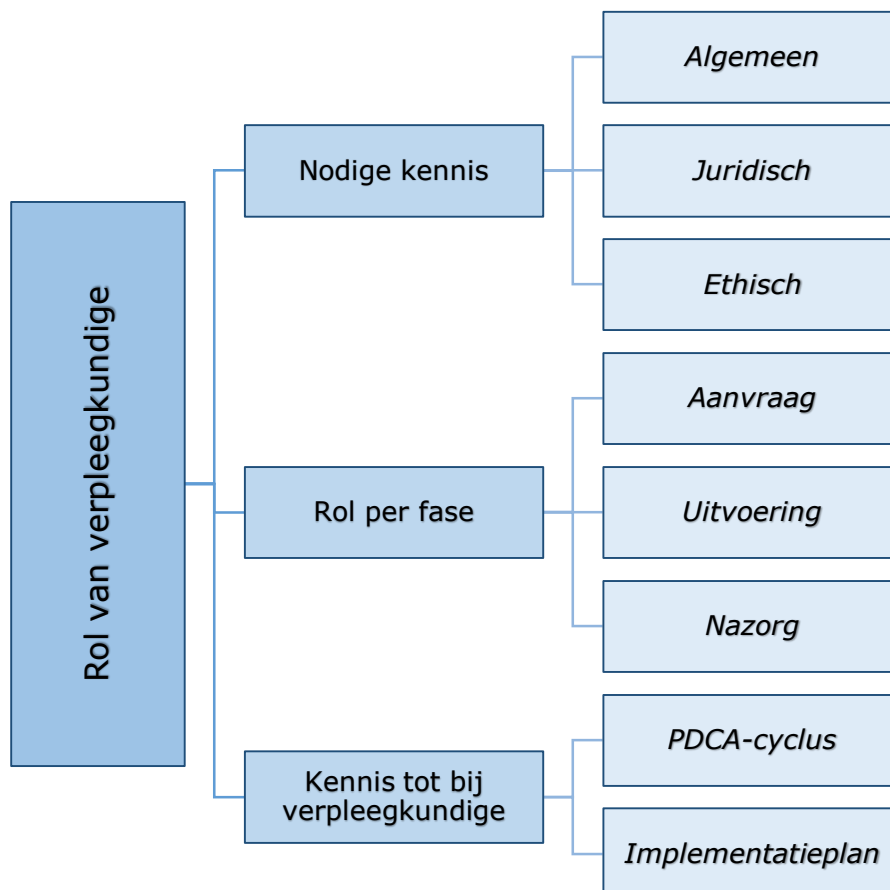 Rol van verpleegkundige
Nodige kennis
Algemeen
Juridisch
Ethisch
Rol per fase
Aanvraag
Uitvoering
Nazorg
Kennis tot bij
verpleegkundige
PDCA-cyclus
Implementatieplan